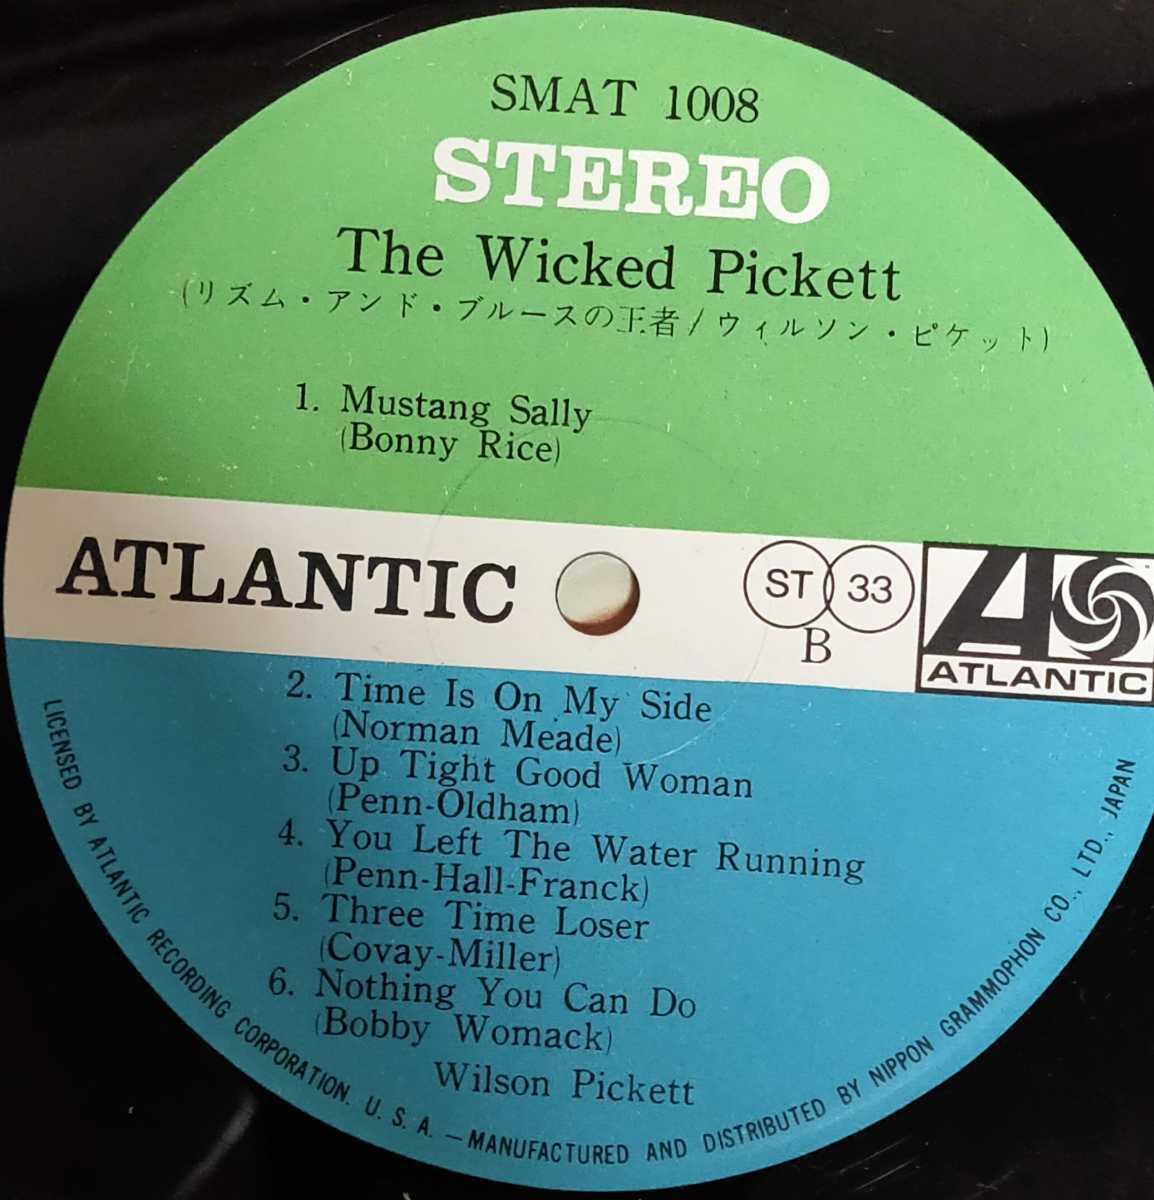 SMAT 1008
STEREO
The Wicked Pickett
(リズム・アンド・ブルースの王者/ウィルソン・ピケット)
1. Mustang Sally
(Bonny Rice)
ATLANTIC
ST 33
B
ATLANTIC
2. Time Is On My Side
(Norman Meade)
3. Up Tight Good Woman
(Penn-Oldham)
4. You Left The Water Running
(Penn-Hall-Franck)
5. Three Time Loser
(Covay-Miller)
6. Nothing You Can Do
(Bobby Womack)
Wilson Pickett
LICENSED BY ATLANTIC RECORDING CORPORATION. U. S. A. — MANUFACTURED AND DISTRIBUTED BY NIPPON GRAMMOPHON CO., LTD., JAPAN